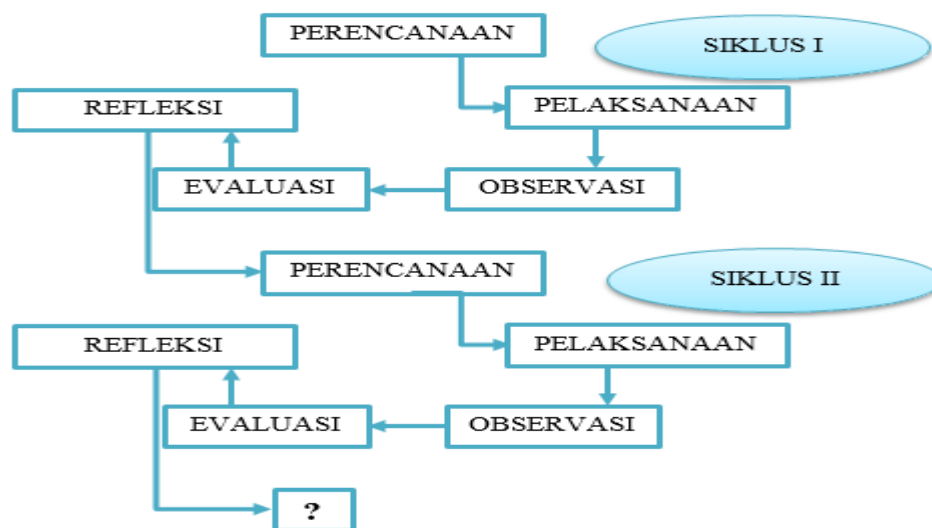 PERENCANAAN
SIKLUS I
REFLEKSI
PELAKSANAAN
EVALUASI
OBSERVASI
PERENCANAAN
SIKLUS II
REFLEKSI
PELAKSANAAN
EVALUASI
OBSERVASI
?